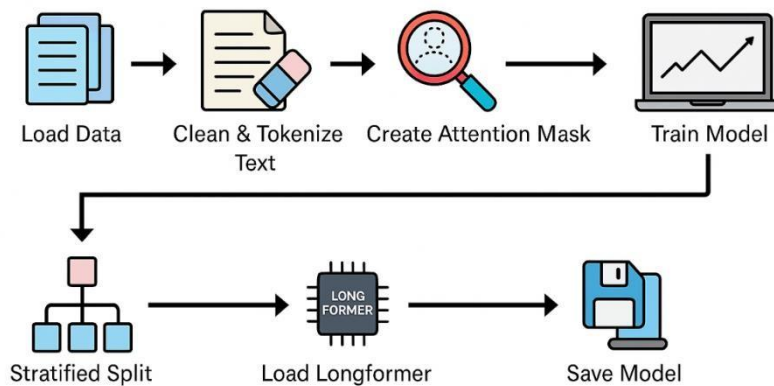 Load Data
Clean & Tokenize
Text
Create Attention Mask
Train Model
LONG
FORMER
Stratified Split
Load Longformer
Save Model